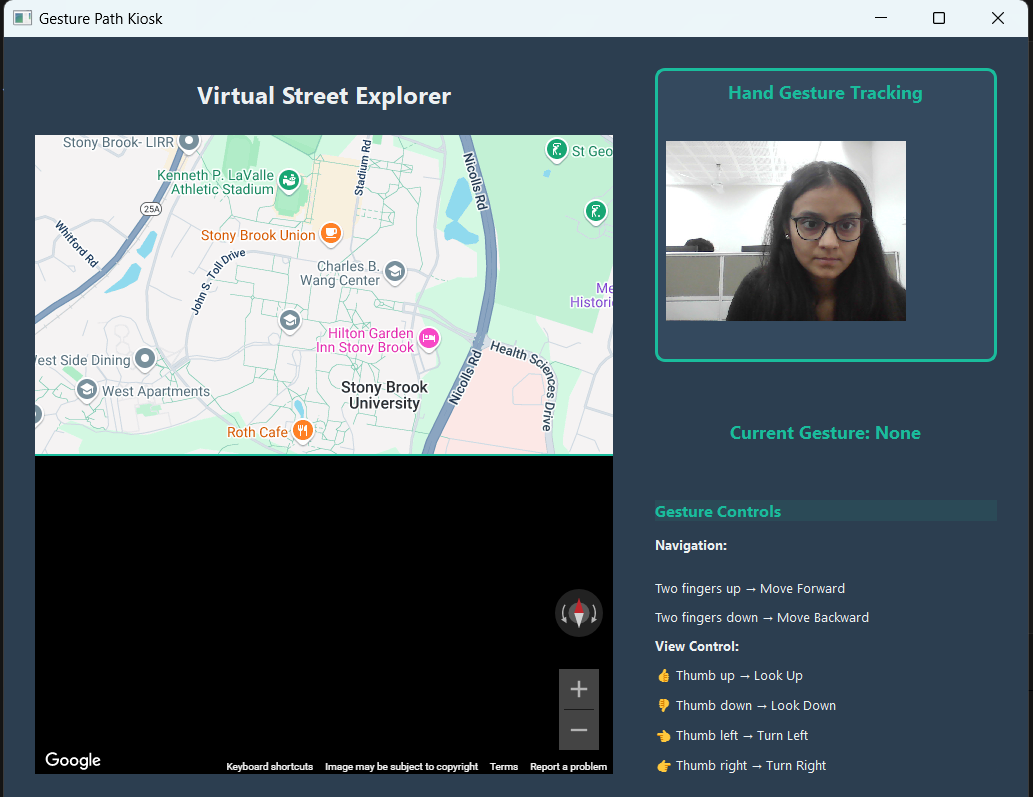 Gesture Path Kiosk
Virtual Street Explorer
Stony Brook- LIRR
Kenneth P. LaValle
Athletic Stadium
Stadium Rd
Nicolls Rd
St Geo
25A
Whitford Rd
Stony Brook Union
John S. Toll Drive
Charles B.
Wang Center
Me
Historic
Hilton Garden
Inn Stony Brook
Health Sciences Drive
Nicolls Rd
West Side Dining
West Apartments
Stony Brook
University
Roth Cafe
Google
Keyboard shortcuts
Image may be subject to copyright
Terms
Report a problem
Hand Gesture Tracking
Current Gesture: None
Gesture Controls
Navigation:
Two fingers up → Move Forward
Two fingers down → Move Backward
View Control:
👍 Thumb up → Look Up
👎 Thumb down → Look Down
👈 Thumb left → Turn Left
👉 Thumb right → Turn Right